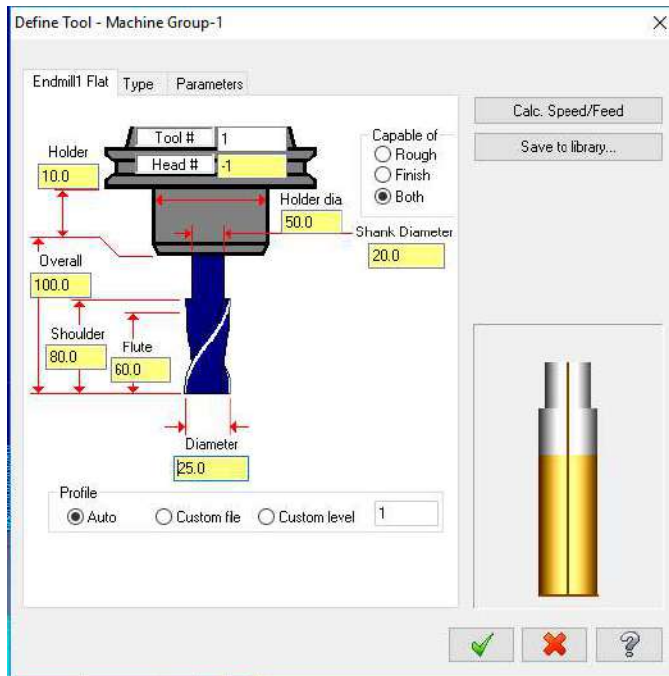 Define Tool - Machine Group-1
Endmill1 Flat Type Parameters
Calc. Speed/Feed
Save to library...
Tool # 1
Head # -1
Capable of
Rough
Finish
Both
Holder
10.0
Holder dia
50.0
Shank Diameter
20.0
Overall
100.0
Shoulder
80.0
Flute
60.0
Diameter
25.0
Profile
Auto Custom file Custom level 1